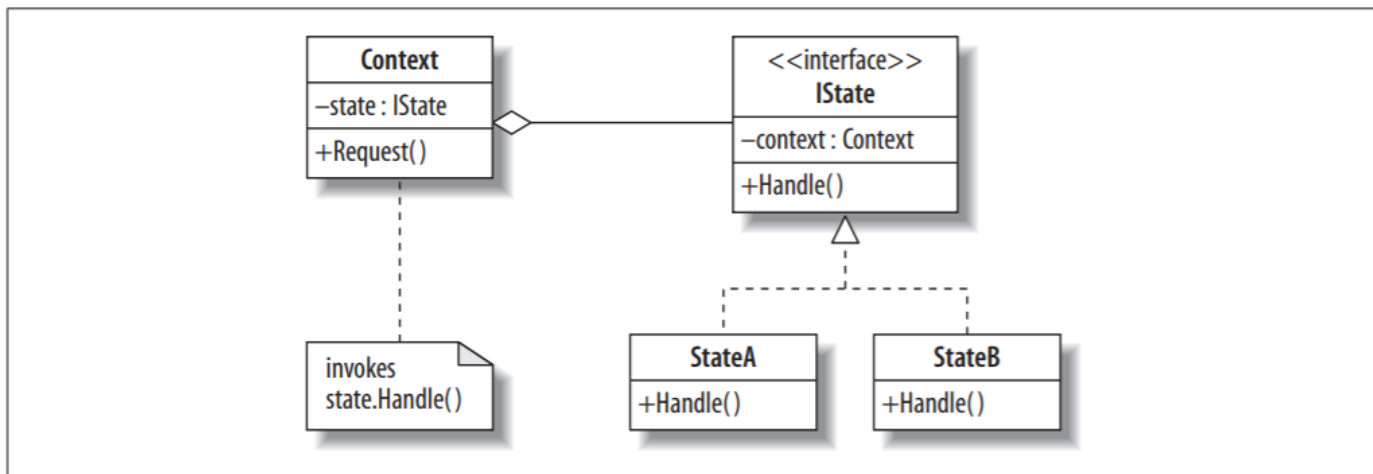 Context
–state : IState
+Request()
<<interface>>
IState
–context : Context
+Handle()
invokes
state.Handle()
StateA
+Handle()
StateB
+Handle()